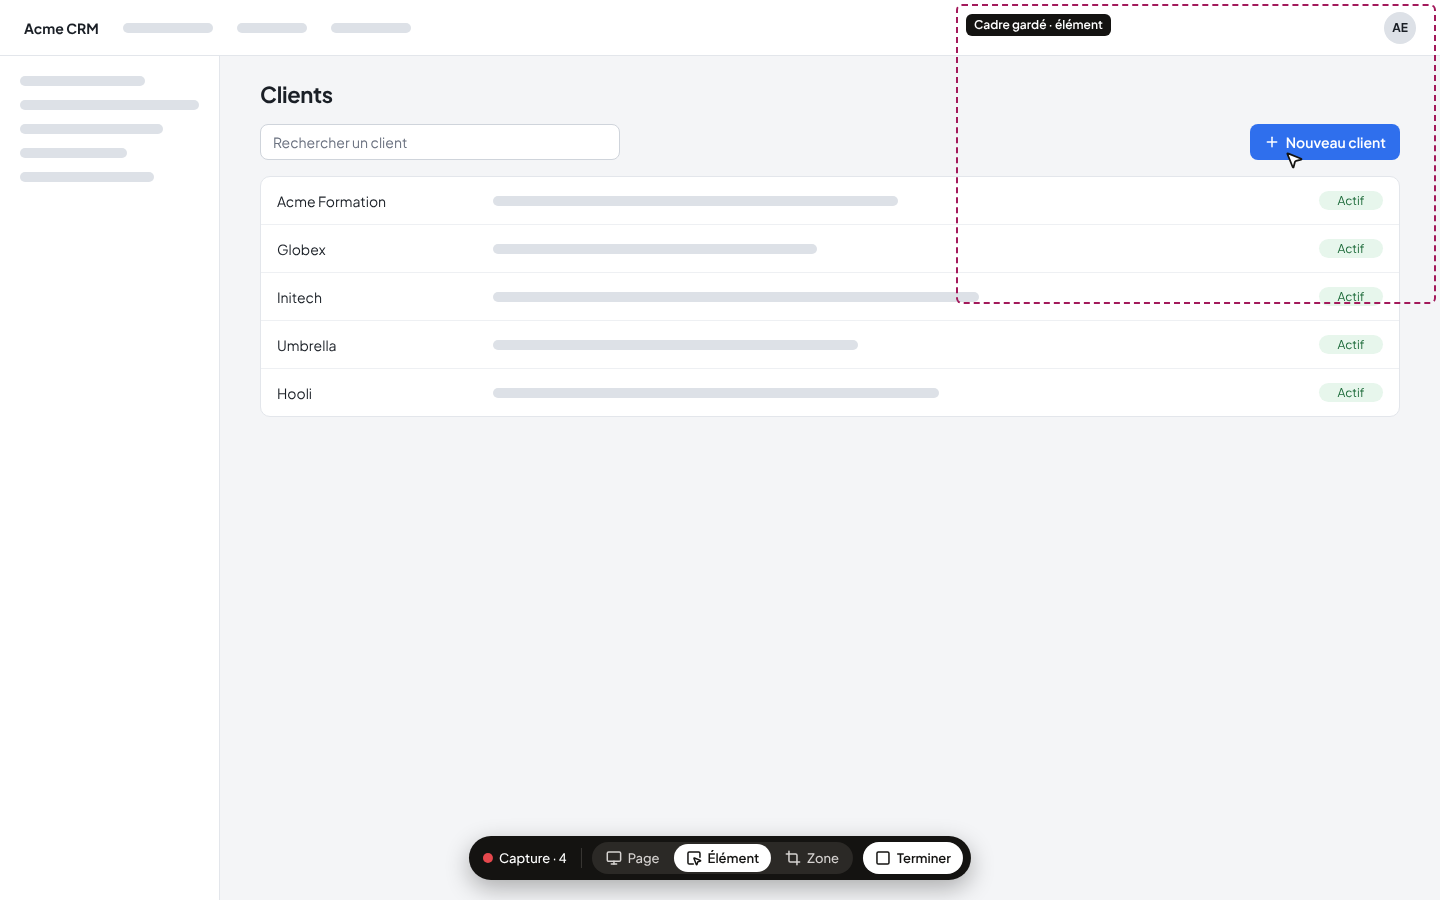 Acme CRM
Cadre gardé · élément
AE
Clients
Rechercher un client
Nouveau client
Acme Formation
Actif
Globex
Actif
Initech
Actif
Umbrella
Actif
Hooli
Actif
Capture · 4
Page
Élément
Zone
Terminer